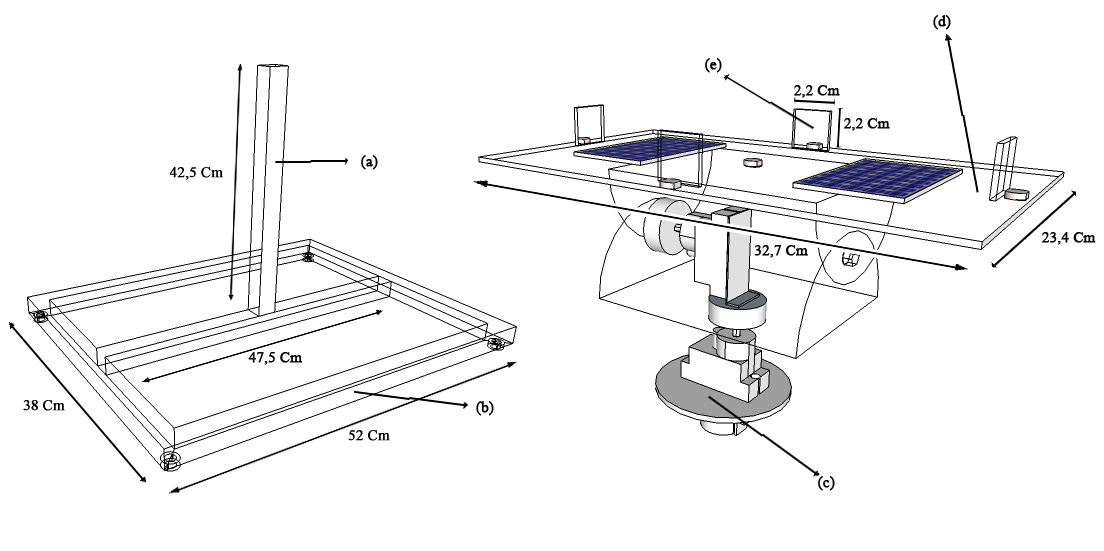 (d)
(e)
2,2 Cm
2,2 Cm
42,5 Cm
(a)
32,7 Cm
23,4 Cm
47,5 Cm
38 Cm
(b)
52 Cm
(c)